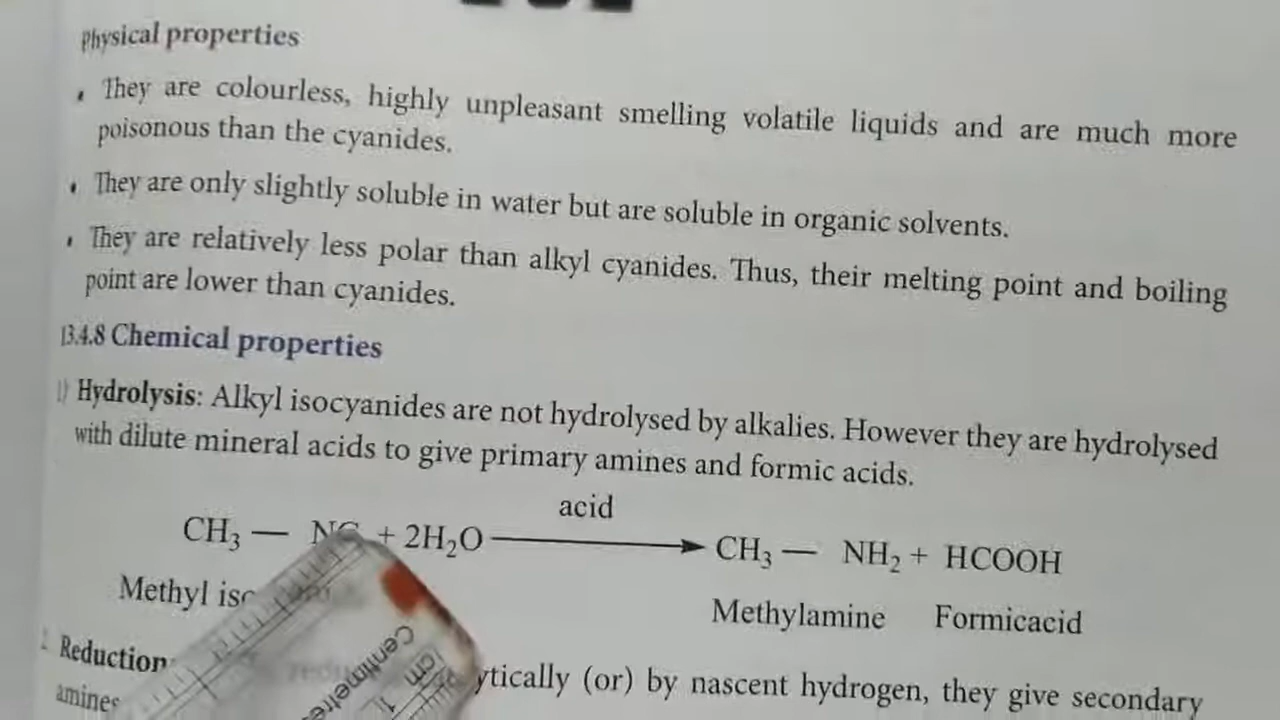 physical properties
They are colourless, highly unpleasant smelling volatile liquids and are much more
poisonous than the cyanides.
They are only slightly soluble in water but are soluble in organic solvents.
They are relatively less polar than alkyl cyanides. Thus, their melting point and boiling
point are lower than cyanides.
13.4.8 Chemical properties
Hydrolysis: Alkyl isocyanides are not hydrolysed by alkalies. However they are hydrolysed
with dilute mineral acids to give primary amines and formic acids.
acid
CH₃ — NC + 2H₂O → CH₃ — NH₂ + HCOOH
Methyl Methylamine Formicacid
Reduction (or) by nascent hydrogen, they give secondary
amines
Centimetres
cm 1